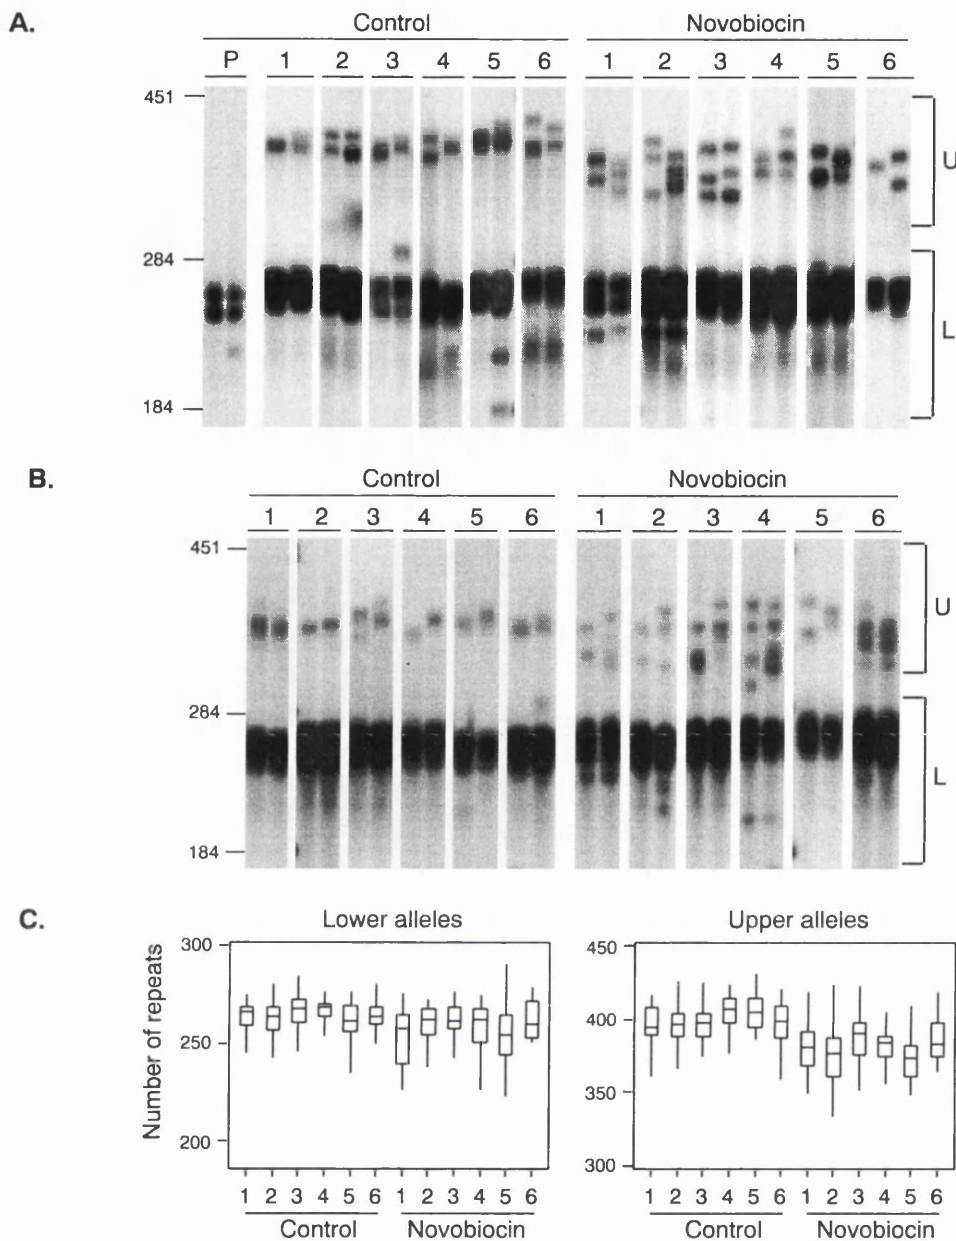 A.
Control Novobiocin
P 1 2 3 4 5 6 1 2 3 4 5 6
451
U
284
L
184
B.
Control Novobiocin
1 2 3 4 5 6 1 2 3 4 5 6
451
U
284
L
184
C.
Lower alleles Upper alleles
Number of repeats
300
250
200
450
400
350
300
1 2 3 4 5 6 1 2 3 4 5 6 1 2 3 4 5 6 1 2 3 4 5 6
Control Novobiocin Control Novobiocin